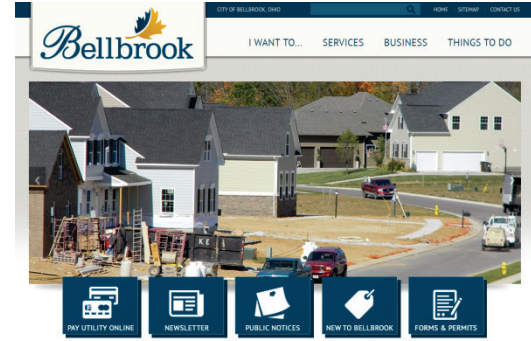 CITY OF BELLBROOK, OHIO
HOME SITEMAP CONTACT US
Bellbrook
I WANT TO... SERVICES BUSINESS THINGS TO DO
K E
PAY UTILITY ONLINE
NEWSLETTER
PUBLIC NOTICES
NEW TO BELLBROOK
FORMS & PERMITS